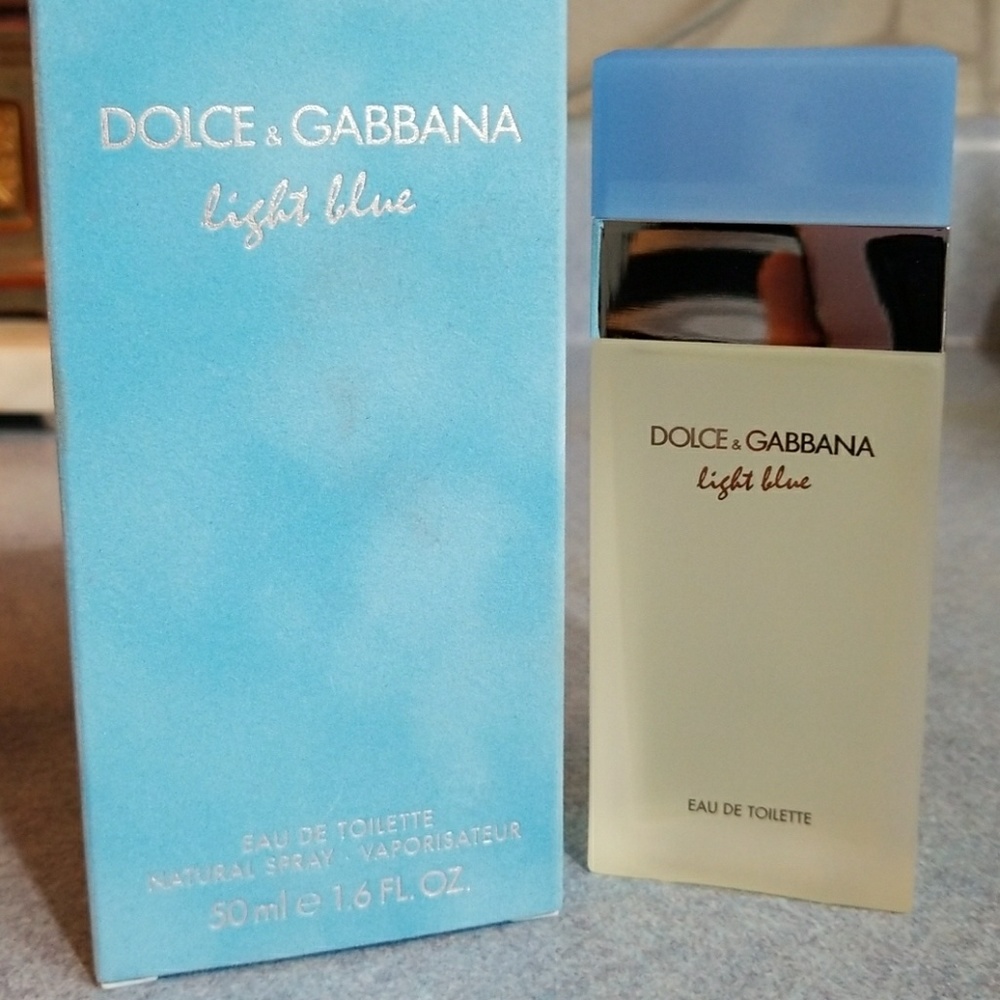 DOLCE & GABBANA
light blue
EAU DE TOILETTE
NATURAL SPRAY · VAPORISATEUR
50 ml e 1.6 FL. OZ.
DOLCE & GABBANA
light blue
EAU DE TOILETTE